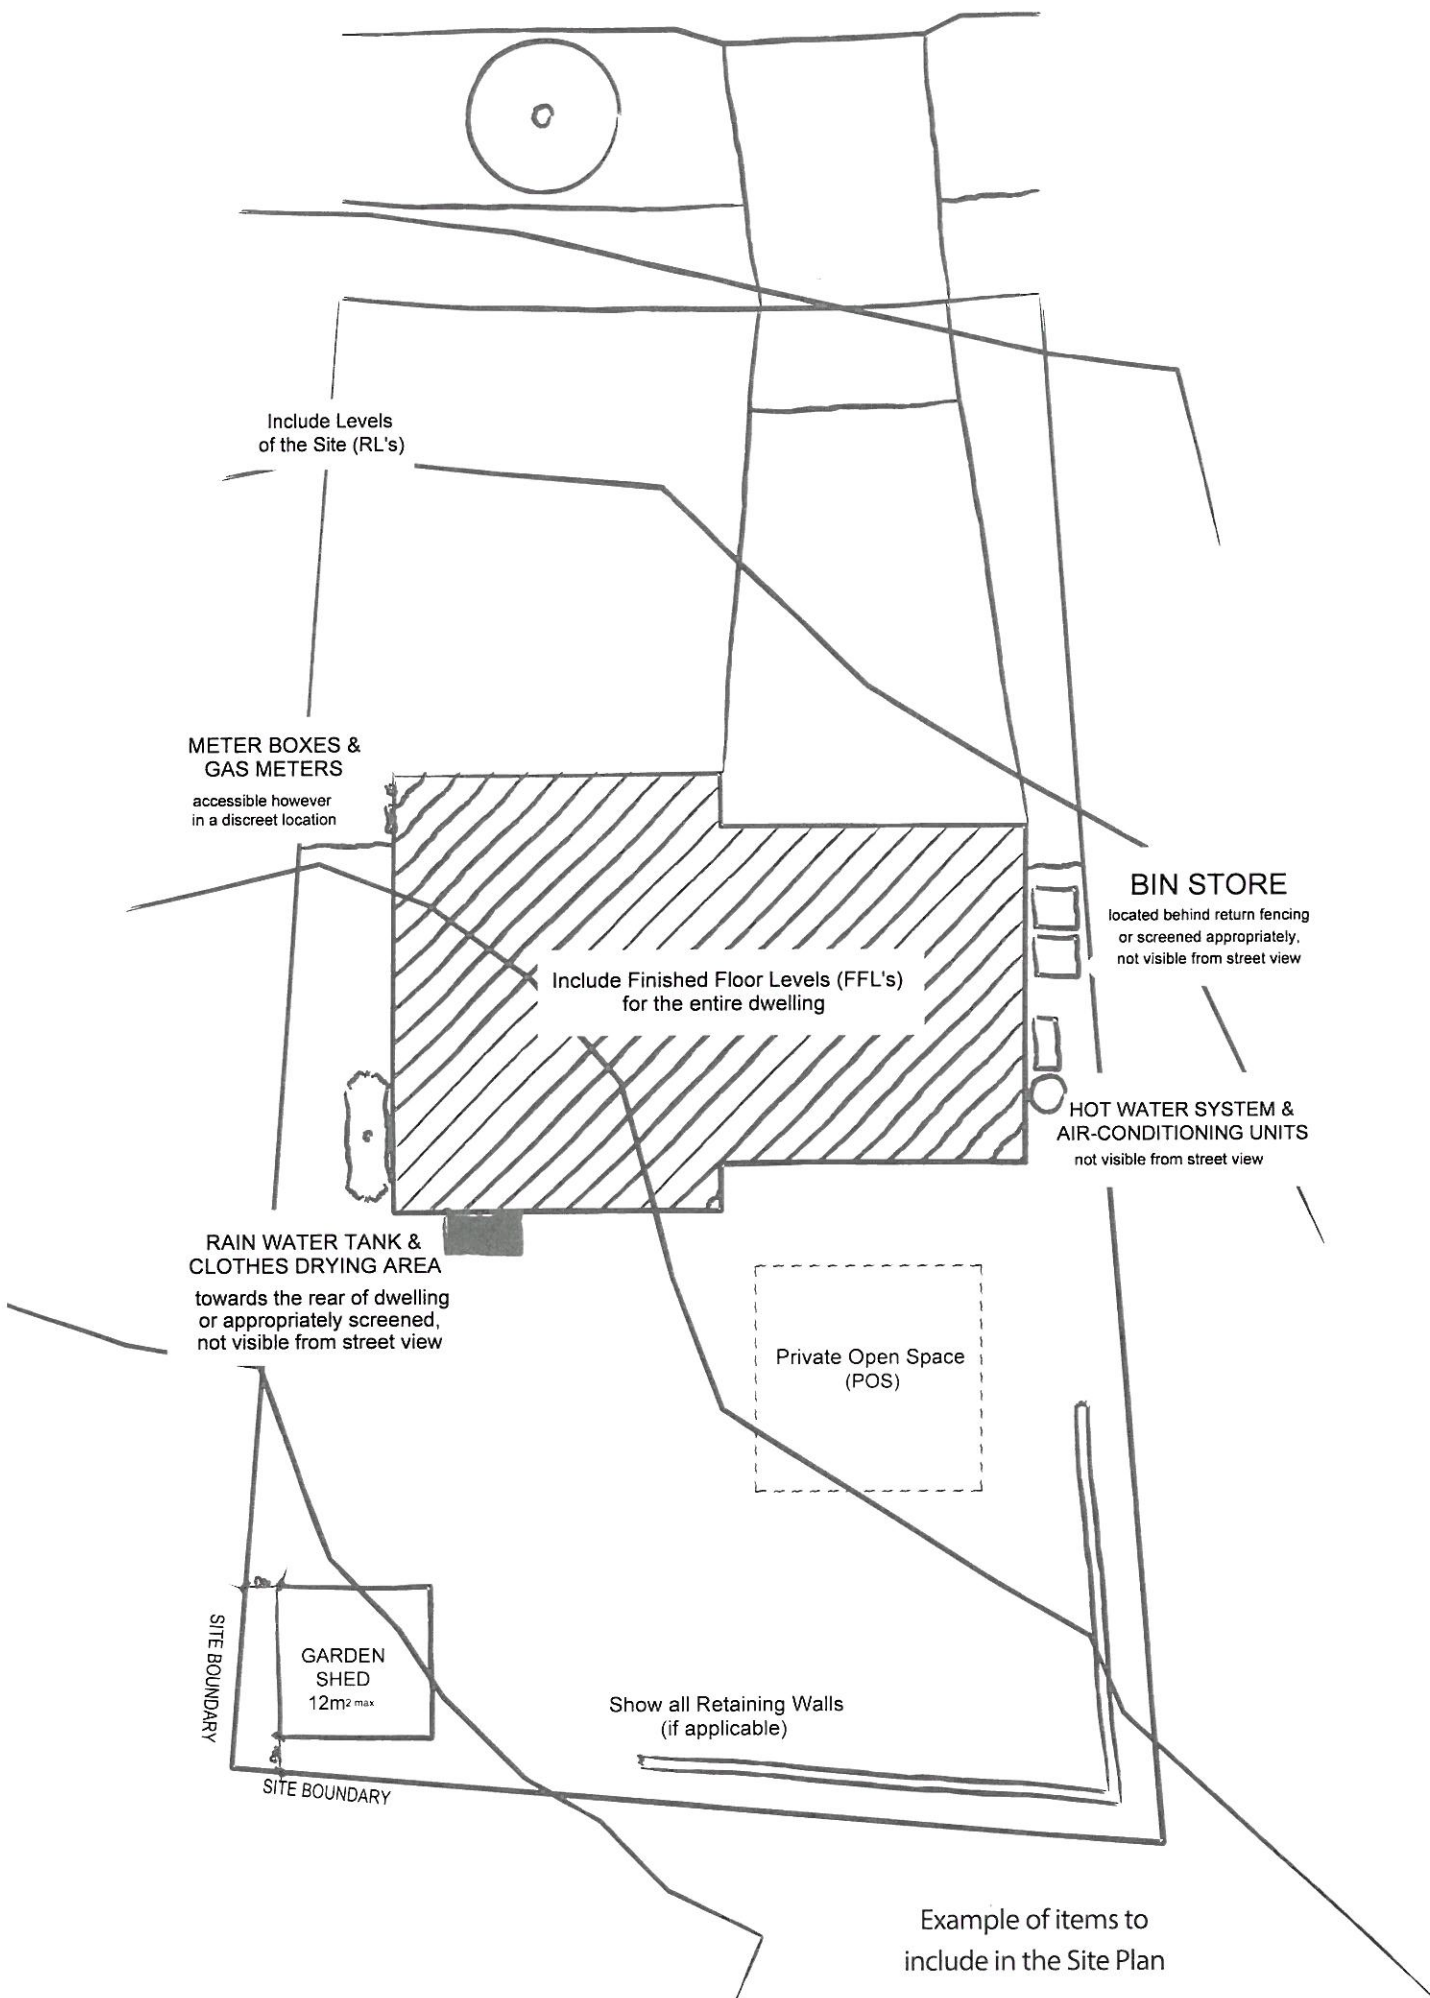 Include Levels
of the Site (RL's)
METER BOXES &
GAS METERS
accessible however
in a discreet location
BIN STORE
located behind return fencing
or screened appropriately,
not visible from street view
Include Finished Floor Levels (FFL's)
for the entire dwelling
HOT WATER SYSTEM &
AIR-CONDITIONING UNITS
not visible from street view
RAIN WATER TANK &
CLOTHES DRYING AREA
towards the rear of dwelling
or appropriately screened,
not visible from street view
Private Open Space
(POS)
SITE BOUNDARY
GARDEN
SHED
12m² max
Show all Retaining Walls
(if applicable)
SITE BOUNDARY
Example of items to
include in the Site Plan